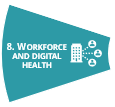 8. WORKFORCE
AND DIGITAL
HEALTH